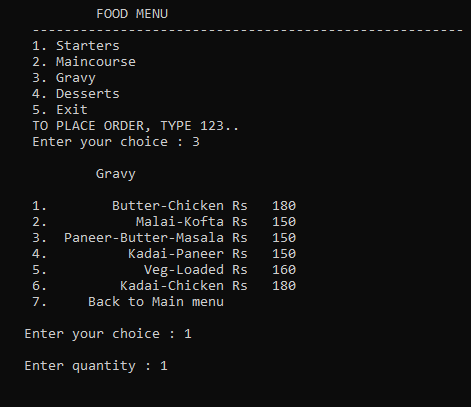 FOOD MENU
------------------------------------------------------
1. Starters
2. Maincourse
3. Gravy
4. Desserts
5. Exit
TO PLACE ORDER, TYPE 123..
Enter your choice : 3
Gravy
1. Butter-Chicken Rs 180
2. Malai-Kofta Rs 150
3. Paneer-Butter-Masala Rs 150
4. Kadai-Paneer Rs 150
5. Veg-Loaded Rs 160
6. Kadai-Chicken Rs 180
7. Back to Main menu
Enter your choice : 1
Enter quantity : 1